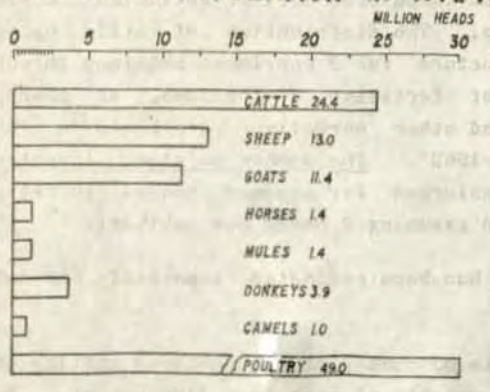 MILLION HEADS
0 5 10 15 20 25 30
CATTLE 24.4
SHEEP 13.0
GOATS 11.4
HORSES 1.4
MULES 1.4
DONKEYS 3.9
CAMELS 1.0
POULTRY 49.0